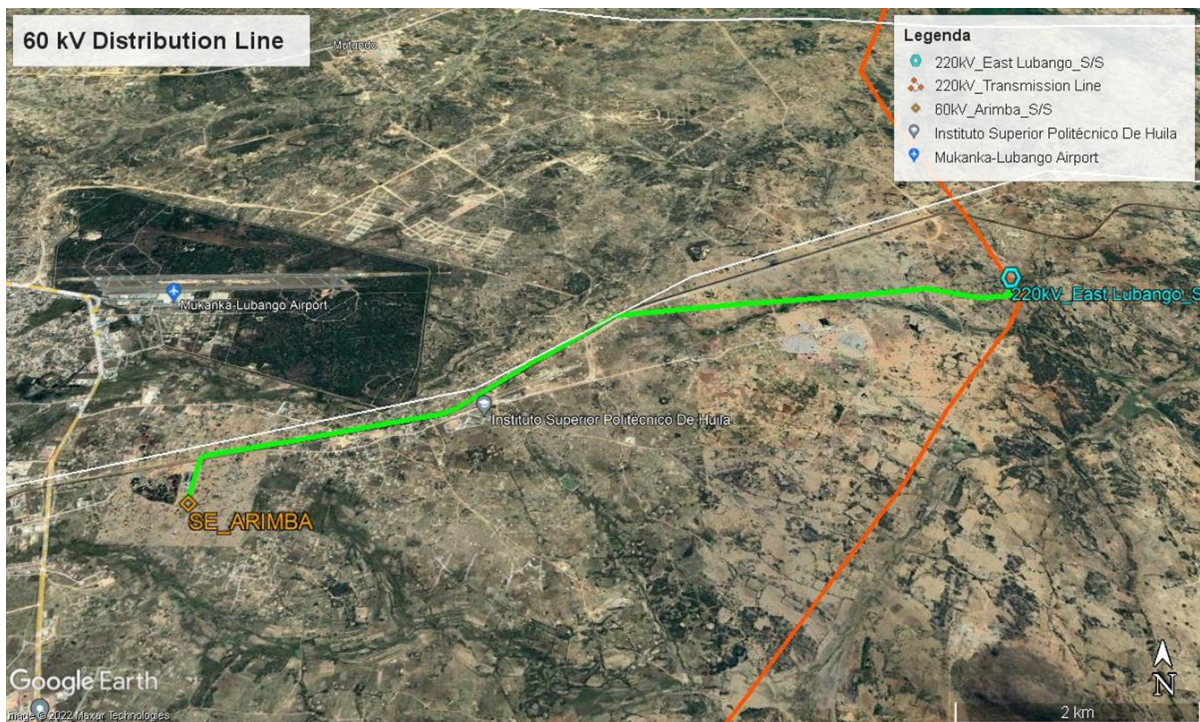 60 kV Distribution Line
Mutundo
Legenda
220kV_East Lubango_S/S
220kV_Transmission Line
60kV_Arimba_S/S
Instituto Superior Politécnico De Huila
Mukanka-Lubango Airport
Mukanka-Lubango Airport
220kV_East Lubango_S
Instituto Superior Politécnico De Huila
SE_ARIMBA
Google Earth
Image © 2022 Maxar Technologies
N
2 km